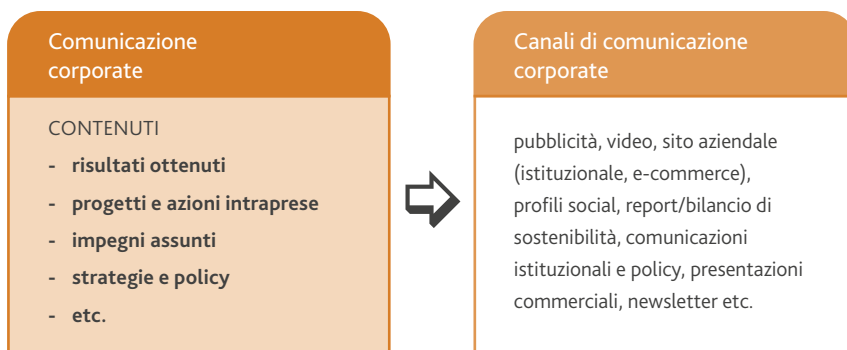 Comunicazione
corporate
CONTENUTI
- risultati ottenuti
- progetti e azioni intraprese
- impegni assunti
- strategie e policy
- etc.
Canali di comunicazione
corporate
pubblicità, video, sito aziendale
(istituzionale, e-commerce),
profili social, report/bilancio di
sostenibilità, comunicazioni
istituzionali e policy, presentazioni
commerciali, newsletter etc.